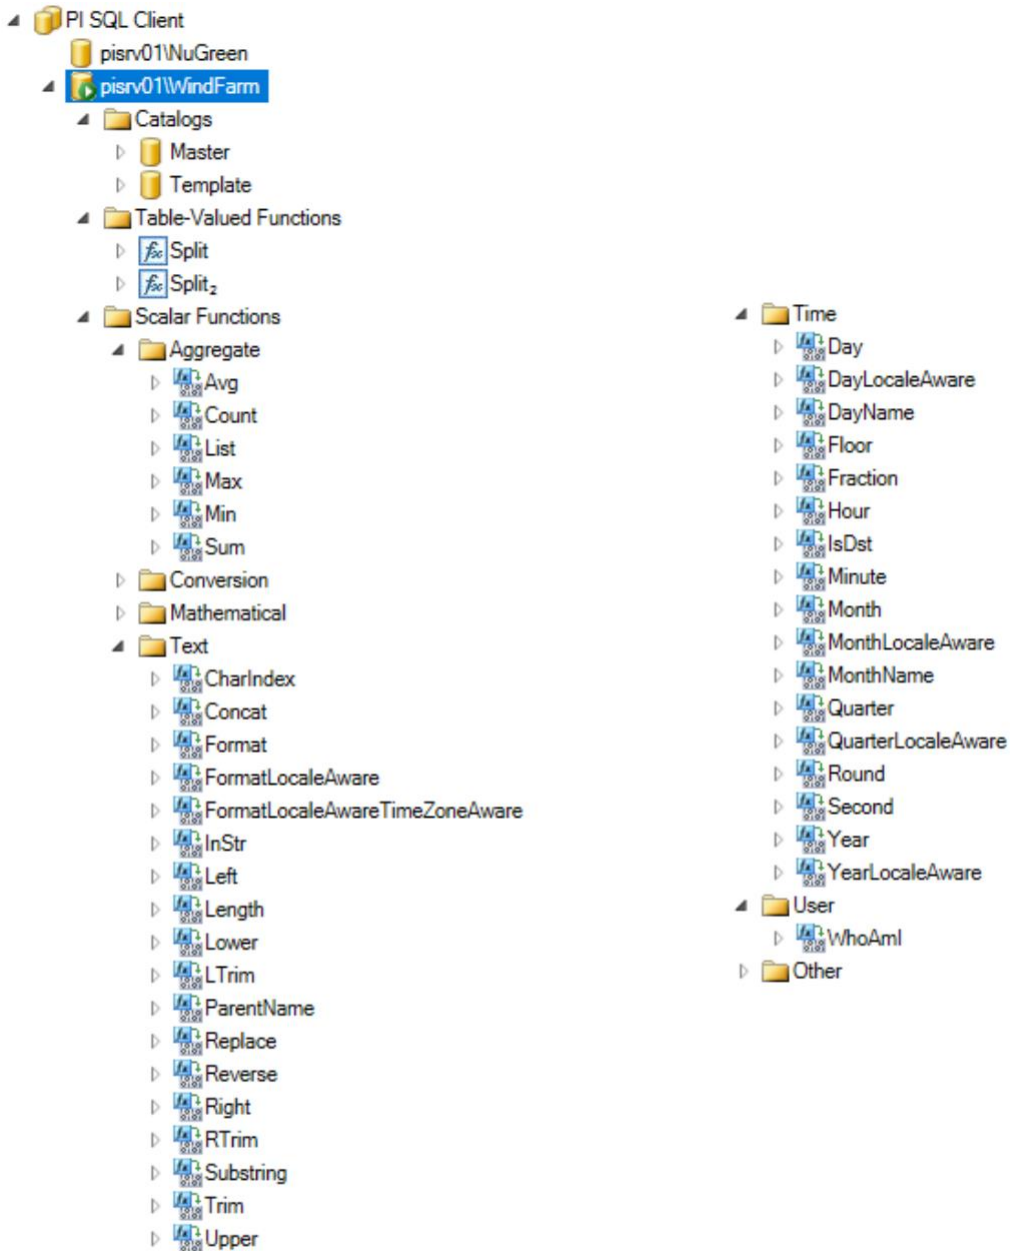 PI SQL Client
pisrv01\NuGreen
pisrv01\WindFarm
Catalogs
Master
Template
Table-Valued Functions
Split
Split₂
Scalar Functions
Aggregate
Avg
Count
List
Max
Min
Sum
Conversion
Mathematical
Text
CharIndex
Concat
Format
FormatLocaleAware
FormatLocaleAwareTimeZoneAware
InStr
Left
Length
Lower
LTrim
ParentName
Replace
Reverse
Right
RTrim
Substring
Trim
Upper
Time
Day
DayLocaleAware
DayName
Floor
Fraction
Hour
IsDst
Minute
Month
MonthLocaleAware
MonthName
Quarter
QuarterLocaleAware
Round
Second
Year
YearLocaleAware
User
WhoAmI
Other